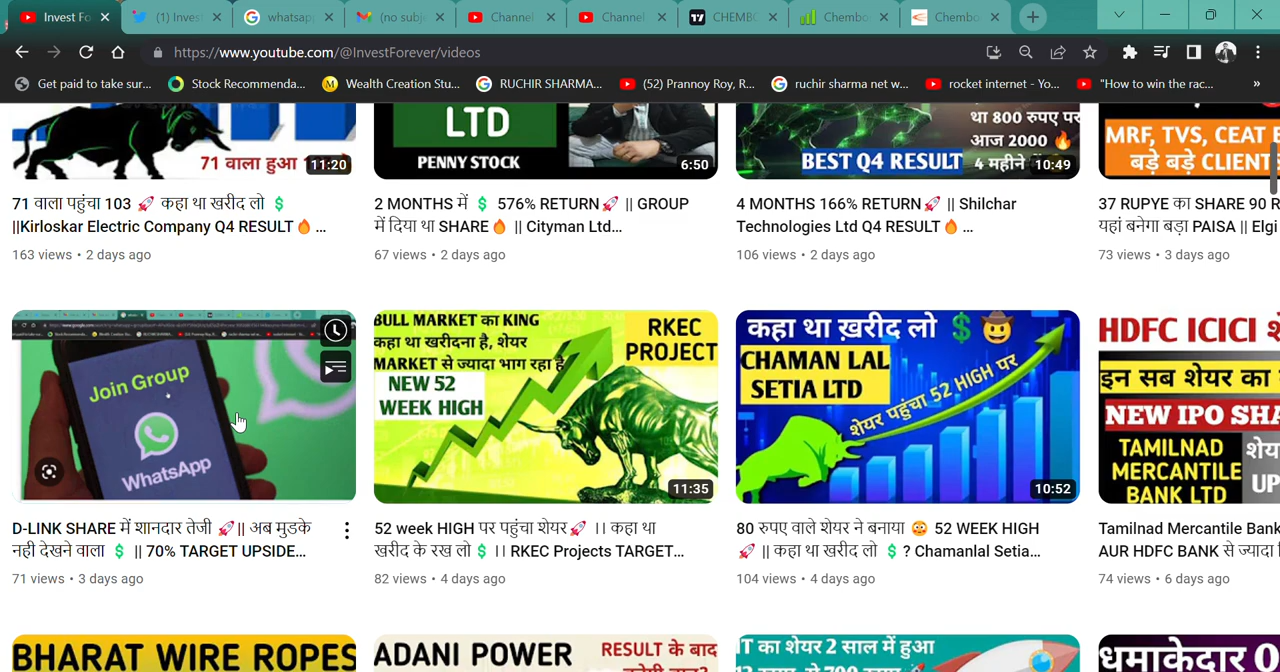 Invest Fo
(1) Invest
whatsap
(no subj
Channel
Channel
CHEMBO
Chembo
Chembo
https://www.youtube.com/@InvestForever/videos
Get paid to take sur...
Stock Recommenda...
Wealth Creation Stu...
RUCHIR SHARMA...
(52) Prannoy Roy, R...
ruchir sharma net w...
rocket internet - Yo...
"How to win the rac...
»
71 वाला हुआ
11:20
LTD
PENNY STOCK
6:50
था 800 रुपए पर
आज 2000 🔥
BEST Q4 RESULT
4 महीने
10:49
MRF, TVS, CEAT
बड़े बड़े CLIENT
71 वाला पहुंचा 103 🚀 कहा था खरीद लो 💲
||Kirloskar Electric Company Q4 RESULT🔥 ...
163 views • 2 days ago
2 MONTHS में 💲 576% RETURN🚀 || GROUP
में दिया था SHARE🔥 || Cityman Ltd...
67 views • 2 days ago
4 MONTHS 166% RETURN🚀 || Shilchar
Technologies Ltd Q4 RESULT🔥 ...
106 views • 2 days ago
37 RUPYE का SHARE 90 R
यहां बनेगा बड़ा PAISA || Elgi
73 views • 3 days ago
Join Group
WhatsApp
BULL MARKET का KING
कहा था खरीदना है, शेयर
MARKET से ज्यादा भाग रहा है
NEW 52
WEEK HIGH
RKEC
PROJECT
11:35
कहा था ख़रीद लो 💲🤠
CHAMAN LAL
SETIA LTD
शेयर पहुंचा 52 HIGH पर
10:52
HDFC ICICI
इन सब शेयर का
NEW IPO SHA
TAMILNAD
MERCANTILE
BANK LTD
शेय
UP
D-LINK SHARE में शानदार तेजी 🚀|| अब मुडके
नही देखने वाला 💲 || 70% TARGET UPSIDE...
71 views • 3 days ago
52 week HIGH पर पहुंचा शेयर🚀 ।। कहा था
खरीद के रख लो💲।। RKEC Projects TARGET...
82 views • 4 days ago
80 रुपए वाले शेयर ने बनाया 😳 52 WEEK HIGH
🚀 || कहा था खरीद लो 💲? Chamanlal Setia...
104 views • 4 days ago
Tamilnad Mercantile Bank
AUR HDFC BANK से ज्यादा
74 views • 6 days ago
BHARAT WIRE ROPES
ADANI POWER
RESULT के बाद
IT का शेयर 2 साल में हुआ
धमाकेदार